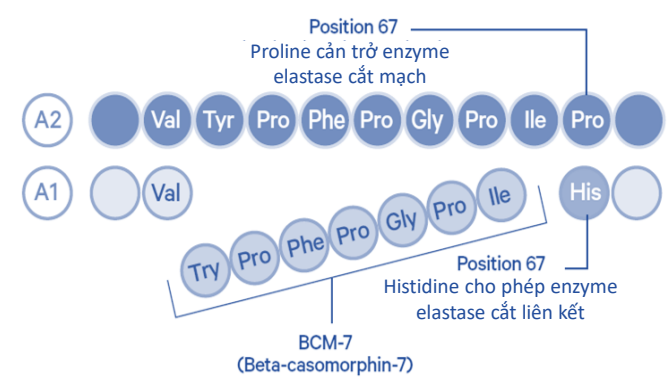 Position 67
Proline cản trở enzyme
elastase cắt mạch
A2 Val Tyr Pro Phe Pro Gly Pro Ile Pro
A1 Val His
Try Pro Phe Pro Gly Pro Ile
Position 67
Histidine cho phép enzyme
elastase cắt liên kết
BCM-7
(Beta-casomorphin-7)